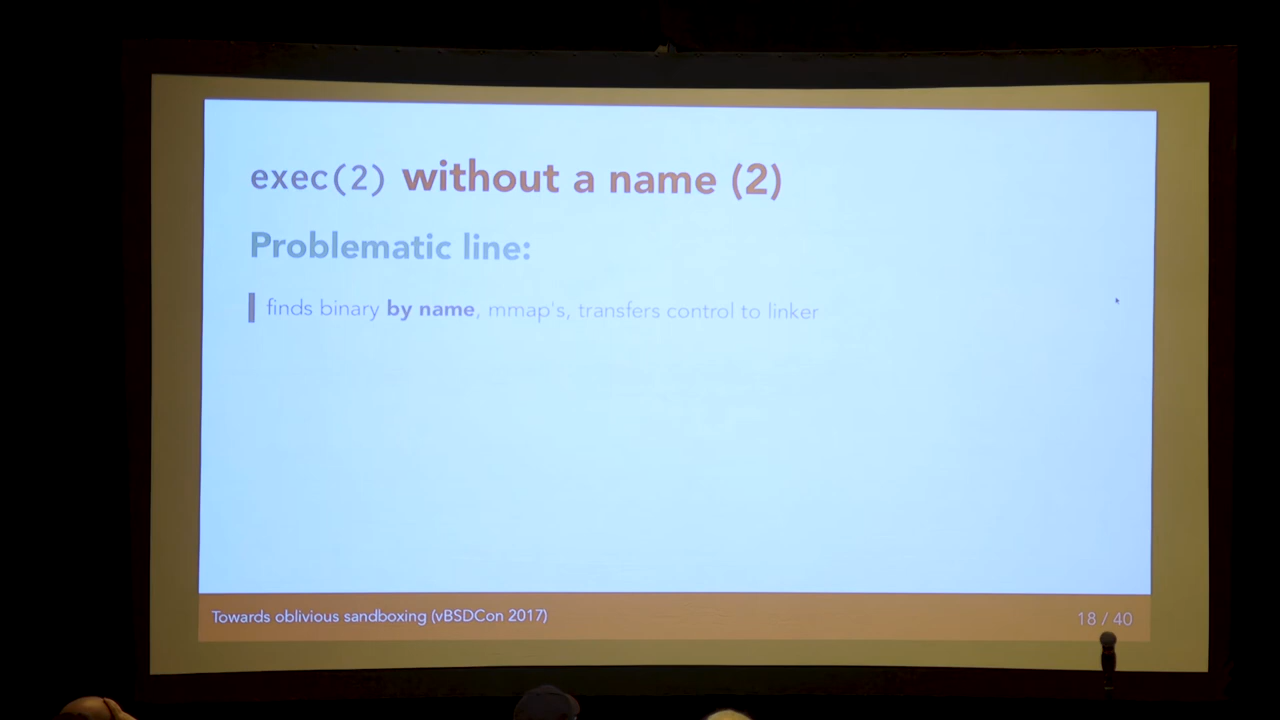 exec(2) without a name (2)
Problematic line:
finds binary by name, mmap's, transfers control to linker
Towards oblivious sandboxing (vBSDCon 2017)
18 / 40